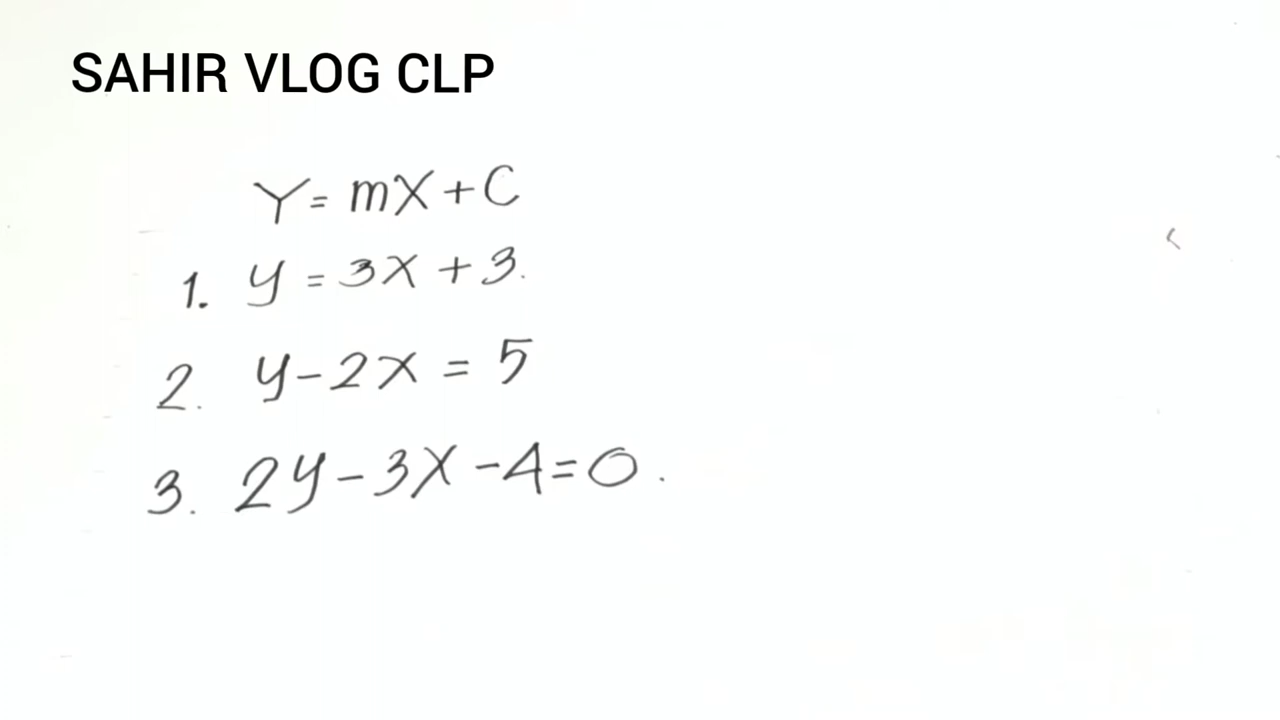 SAHIR VLOG CLP
Y = mX + C
1. y = 3x + 3.
2. y - 2x = 5
3. 2y - 3x - 4 = 0.